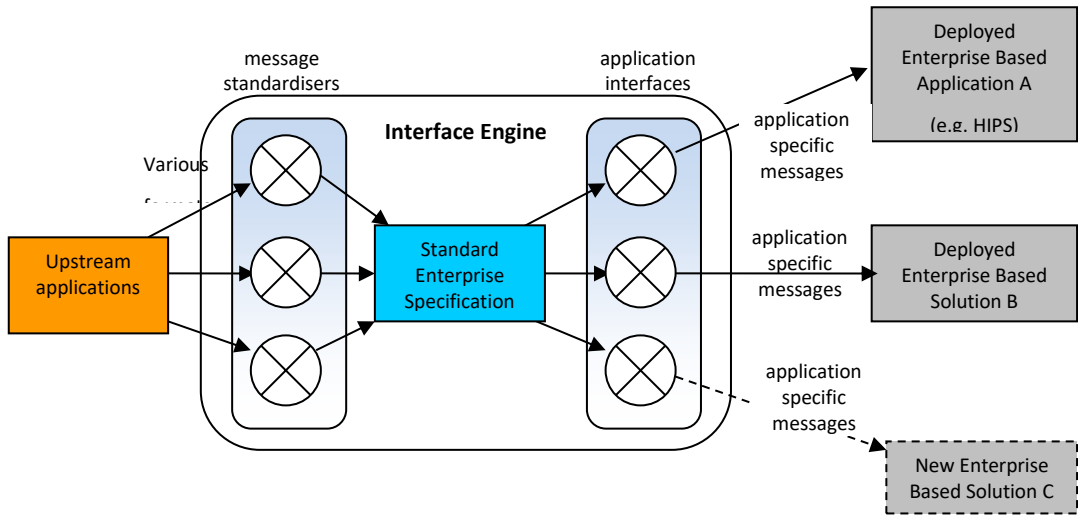 message
standardisers
application
interfaces
Deployed
Enterprise Based
Application A
(e.g. HIPS)
Interface Engine
application
specific
messages
Various
Upstream
applications
Standard
Enterprise
Specification
application
specific
messages
Deployed
Enterprise Based
Solution B
application
specific
messages
New Enterprise
Based Solution C